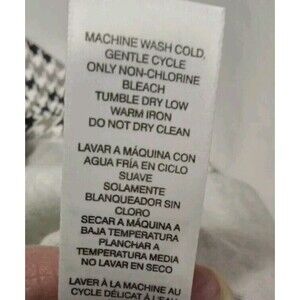 MACHINE WASH COLD,
GENTLE CYCLE
ONLY NON-CHLORINE
BLEACH
TUMBLE DRY LOW
WARM IRON
DO NOT DRY CLEAN
LAVAR A MÁQUINA CON
AGUA FRÍA EN CICLO
SUAVE
SOLAMENTE
BLANQUEADOR SIN
CLORO
SECAR A MÁQUINA A
BAJA TEMPERATURA
PLANCHAR A
TEMPERATURA MEDIA
NO LAVAR EN SECO
LAVER À LA MACHINE AU
CYCLE DÉLICAT À L'EAU